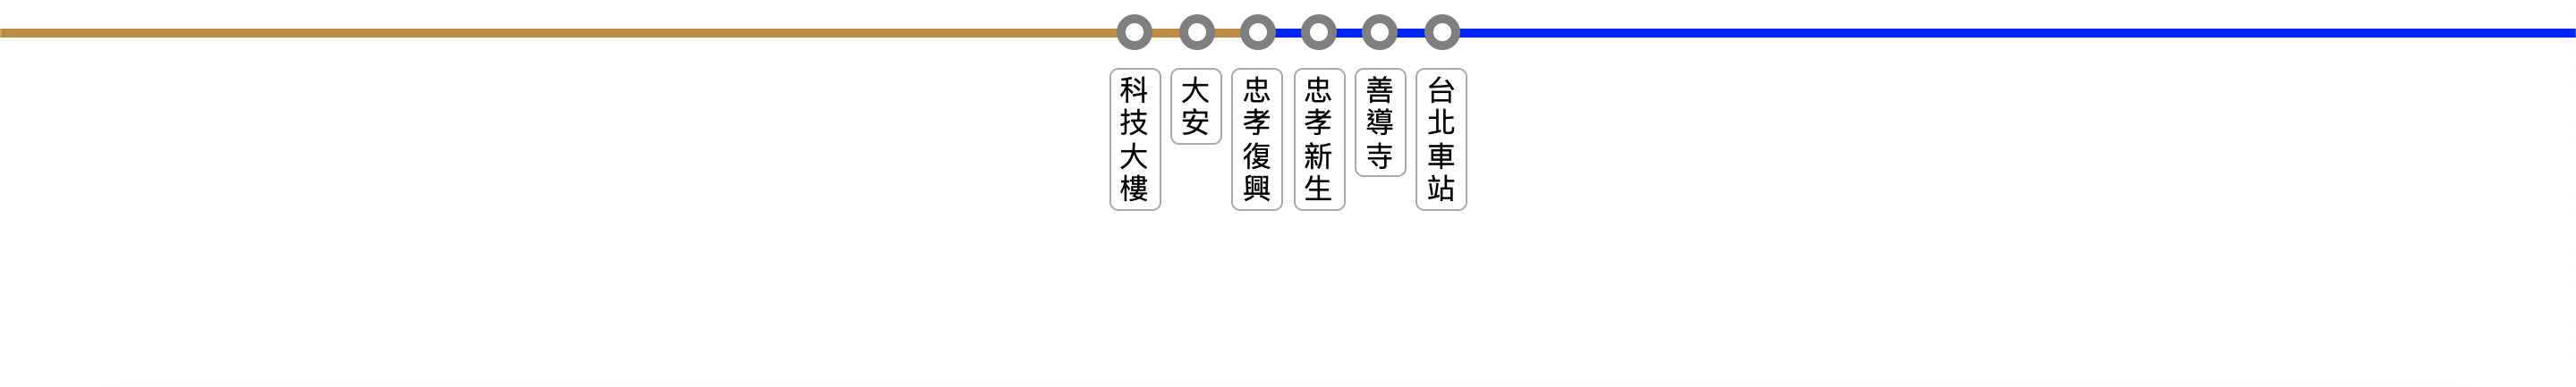 科技大樓
大安
忠孝復興
忠孝新生
善導寺
台北車站